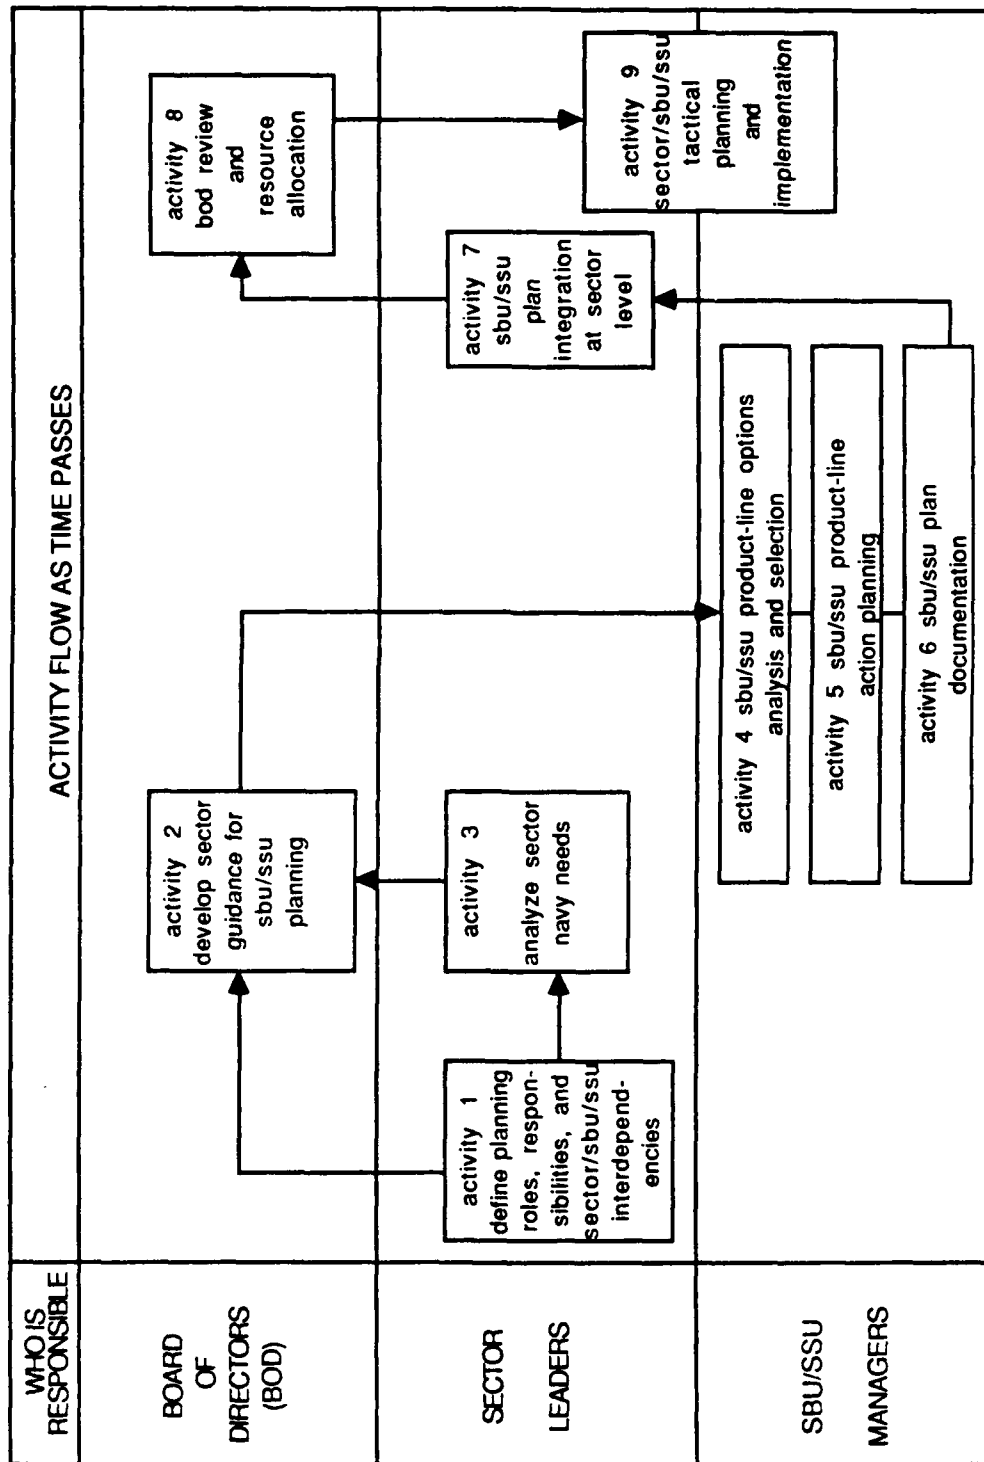 WHO IS
RESPONSIBLE
ACTIVITY FLOW AS TIME PASSES
BOARD
OF
DIRECTORS
(BOD)
activity 2
develop sector
guidance for
sbu/ssu
planning
activity 8
bod review
and
resource
allocation
SECTOR
LEADERS
activity 1
define planning
roles, respon-
sibilities, and
sector/sbu/ssu
interdepend-
encies
activity 3
analyze sector
navy needs
activity 7
sbu/ssu
plan
integration
at sector
level
activity 9
sector/sbu/ssu
tactical
planning
and
implementation
SBU/SSU
MANAGERS
activity 4 sbu/ssu product-line options
analysis and selection
activity 5 sbu/ssu product-line
action planning
activity 6 sbu/ssu plan
documentation